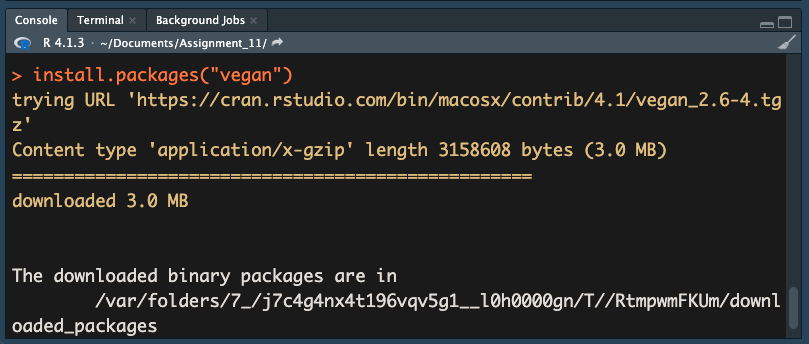 Console Terminal × Background Jobs ×
R 4.1.3 · ~/Documents/Assignment_11/
> install.packages("vegan")
trying URL 'https://cran.rstudio.com/bin/macosx/contrib/4.1/vegan_2.6-4.tg
z'
Content type 'application/x-gzip' length 3158608 bytes (3.0 MB)
==================================================
downloaded 3.0 MB
The downloaded binary packages are in
/var/folders/7_/j7c4g4nx4t196vqv5g1__l0h0000gn/T//RtmpwmFKUm/downl
oaded_packages